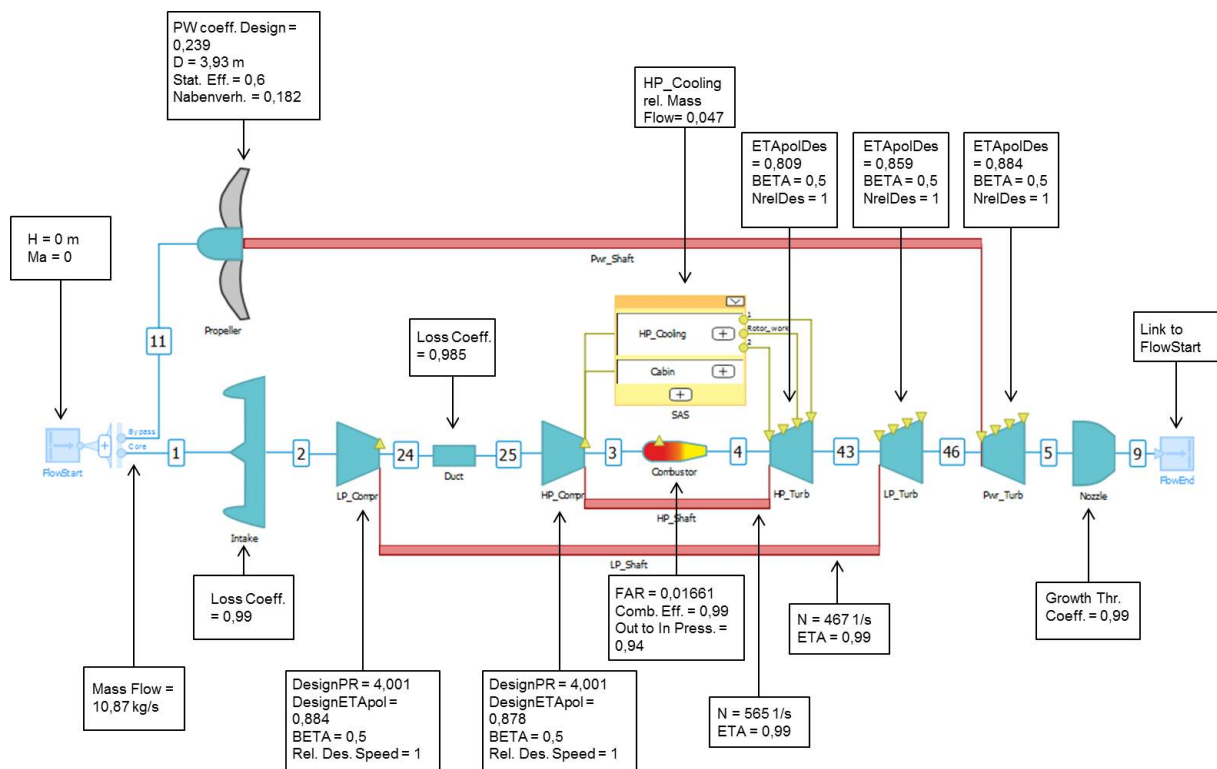 PW coeff. Design =
0,239
D = 3,93 m
Stat. Eff. = 0,6
Nabenverh. = 0,182
HP_Cooling
rel. Mass
Flow= 0,047
ETApolDes
= 0,809
BETA = 0,5
NrelDes = 1
ETApolDes
= 0,859
BETA = 0,5
NrelDes = 1
ETApolDes
= 0,884
BETA = 0,5
NrelDes = 1
H = 0 m
Ma = 0
Pwr_Shaft
Propeller
11
Loss Coeff.
= 0,985
HP_Cooling
1
Rotor_work
2
Cabin
SAS
Link to
FlowStart
Bypass
Core
FlowStart
1
2
24
25
3
4
43
46
5
9
LP_Compr
Duct
HP_Compr
Combustor
HP_Turb
LP_Turb
Pwr_Turb
Nozzle
FlowEnd
HP_Shaft
Intake
LP_Shaft
Loss Coeff.
= 0,99
FAR = 0,01661
Comb. Eff. = 0,99
Out to In Press. =
0,94
N = 467 1/s
ETA = 0,99
Growth Thr.
Coeff. = 0,99
Mass Flow =
10,87 kg/s
DesignPR = 4,001
DesignETApol =
0,884
BETA = 0,5
Rel. Des. Speed = 1
DesignPR = 4,001
DesignETApol =
0,878
BETA = 0,5
Rel. Des. Speed = 1
N = 565 1/s
ETA = 0,99